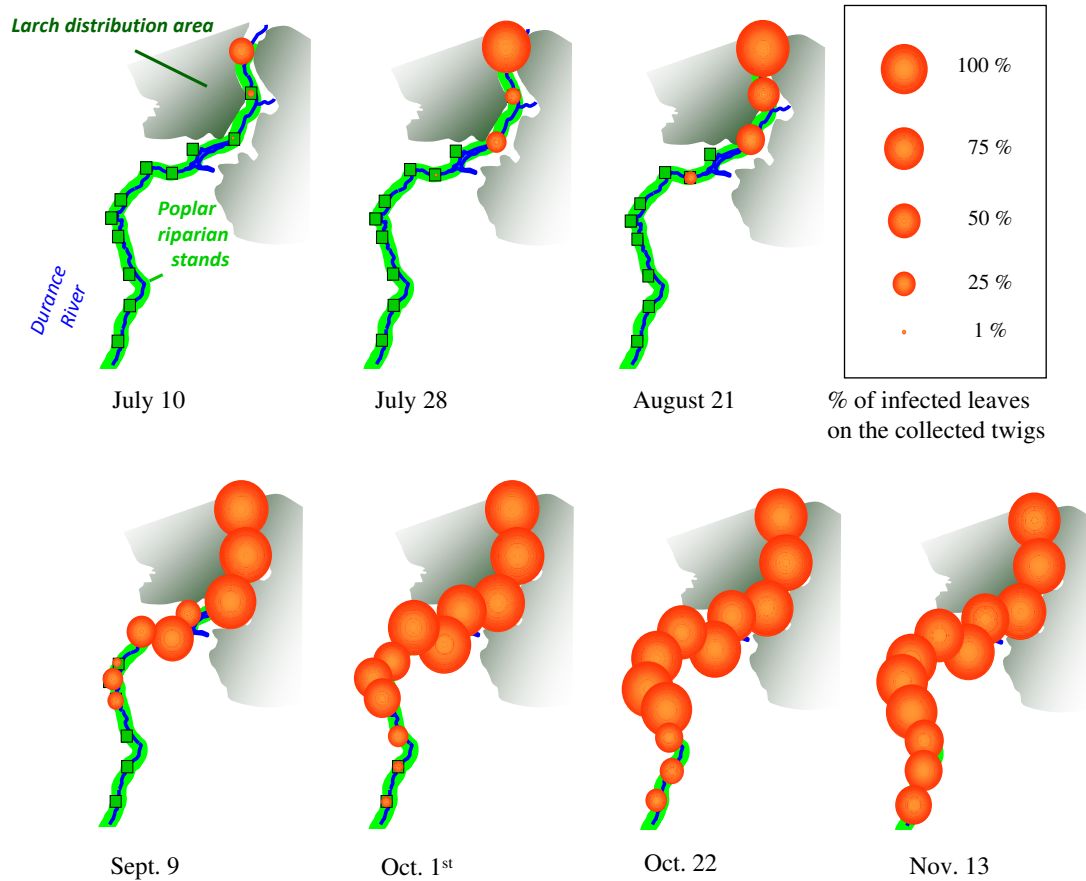 Larch distribution area
Poplar
riparian
stands
Durance
River
July 10
July 28
August 21
100 %
75 %
50 %
25 %
1 %
% of infected leaves
on the collected twigs
Sept. 9
Oct. 1st
Oct. 22
Nov. 13